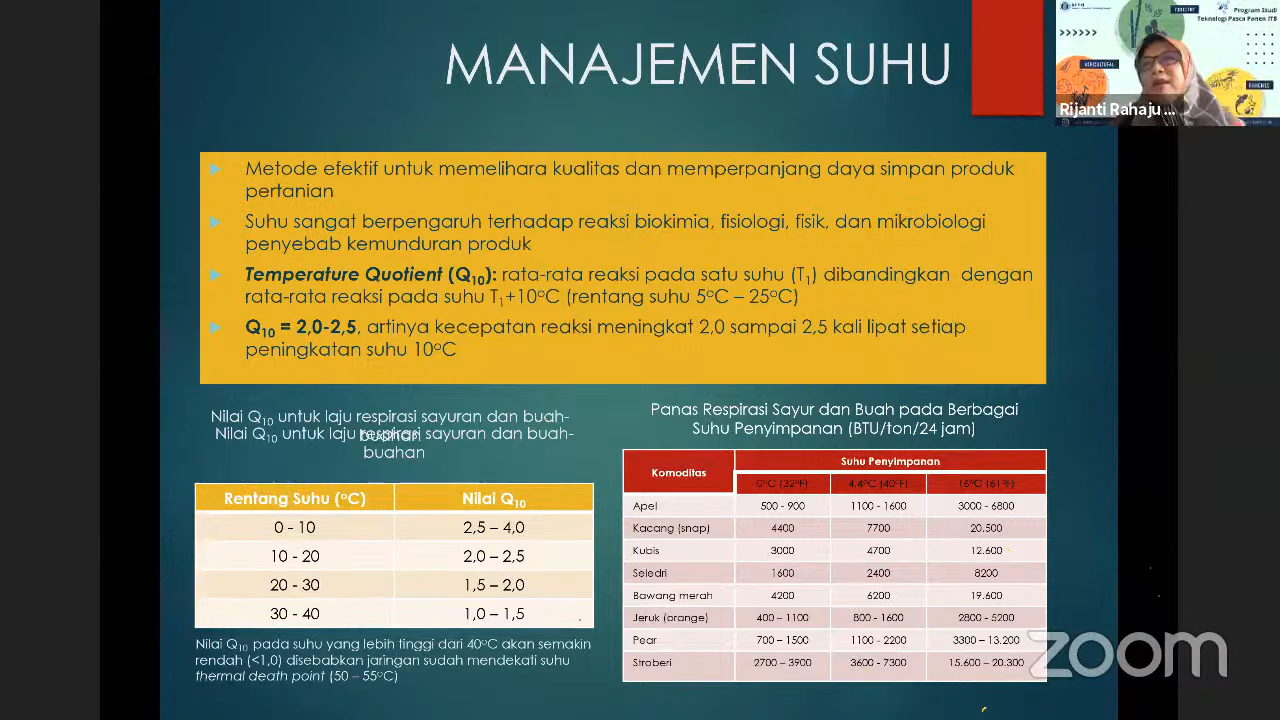 MANAJEMEN SUHU
Program Studi
Teknologi Pasca Panen ITB
AGRICULTURAL
Rijanti Rahaju ...
Metode efektif untuk memelihara kualitas dan memperpanjang daya simpan produk
pertanian
Suhu sangat berpengaruh terhadap reaksi biokimia, fisiologi, fisik, dan mikrobiologi
penyebab kemunduran produk
Temperature Quotient (Q10): rata-rata reaksi pada satu suhu (T1) dibandingkan dengan
rata-rata reaksi pada suhu T1+10°C (rentang suhu 5°C – 25°C)
Q10 = 2,0-2,5, artinya kecepatan reaksi meningkat 2,0 sampai 2,5 kali lipat setiap
peningkatan suhu 10°C
Nilai Q10 untuk laju respirasi sayuran dan buah-
buahan
Nilai Q10 untuk laju respirasi sayuran dan buah-
buahan
Rentang Suhu (°C) Nilai Q10
0 - 10 2,5 – 4,0
10 - 20 2,0 – 2,5
20 - 30 1,5 – 2,0
30 - 40 1,0 – 1,5
Nilai Q10 pada suhu yang lebih tinggi dari 40°C akan semakin
rendah (<1,0) disebabkan jaringan sudah mendekati suhu
thermal death point (50 – 55°C)
Panas Respirasi Sayur dan Buah pada Berbagai
Suhu Penyimpanan (BTU/ton/24 jam)
Komoditas Suhu Penyimpanan
0°C (32°F) 4,4°C (40°F) 16°C (61°F)
Apel 500 - 900 1100 - 1600 3000 - 6800
Kacang (snap) 4400 7700 20.500
Kubis 3000 4700 12.600
Seledri 1600 2400 8200
Bawang merah 4200 6200 19.600
Jeruk (orange) 400 – 1100 800 - 1600 2800 - 5200
Pear 700 – 1500 1100 - 2200 3300 – 13.200
Stroberi 2700 – 3900 3600 - 7300 15.600 – 20.300
zoom